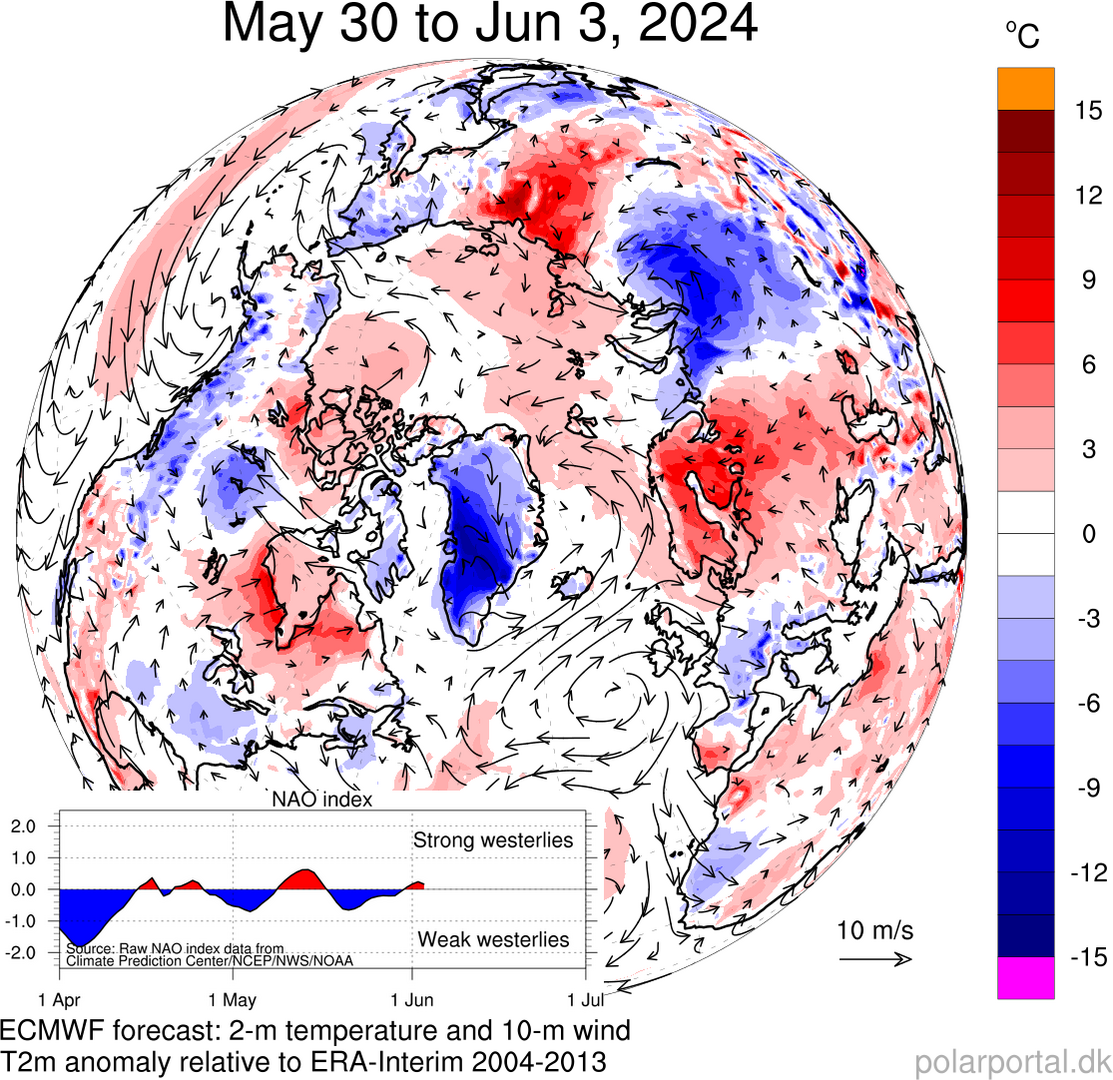 May 30 to Jun 3, 2024
oC
15
12
9
6
3
0
-3
-6
-9
-12
-15
10 m/s
NAO index
2.0
1.0
0.0
-1.0
-2.0
Strong westerlies
Weak westerlies
Source: Raw NAO index data from
Climate Prediction Center/NCEP/NWS/NOAA
1 Apr 1 May 1 Jun 1 Jul
ECMWF forecast: 2-m temperature and 10-m wind
T2m anomaly relative to ERA-Interim 2004-2013
polarportal.dk